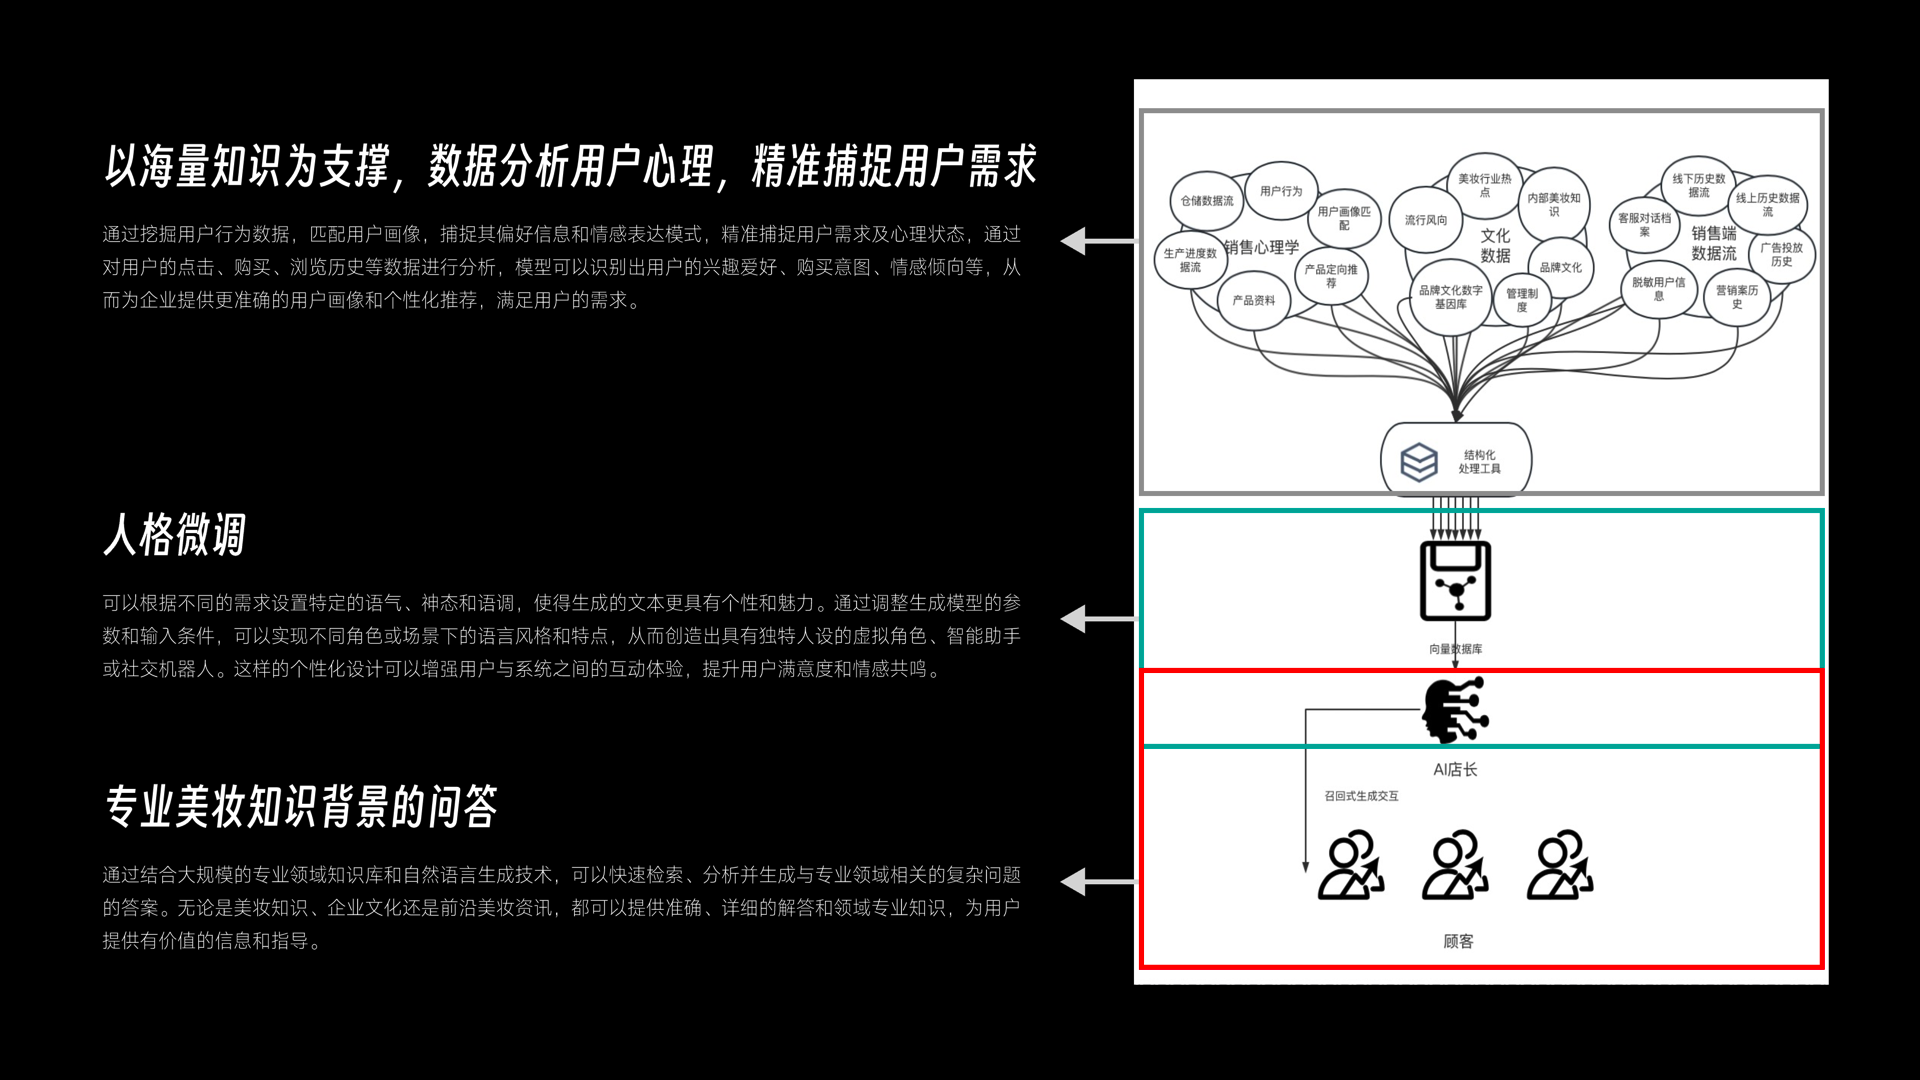 以海量知识为支撑，数据分析用户心理，精准捕捉用户需求
通过挖掘用户行为数据，匹配用户画像，捕捉其偏好信息和情感表达模式，精准捕捉用户需求及心理状态，通过
对用户的点击、购买、浏览历史等数据进行分析，模型可以识别出用户的兴趣爱好、购买意图、情感倾向等，从
而为企业提供更准确的用户画像和个性化推荐，满足用户的需求。
人格微调
可以根据不同的需求设置特定的语气、神态和语调，使得生成的文本更具有个性和魅力。通过调整生成模型的参
数和输入条件，可以实现不同角色或场景下的语言风格和特点，从而创造出具有独特人设的虚拟角色、智能助手
或社交机器人。这样的个性化设计可以增强用户与系统之间的互动体验，提升用户满意度和情感共鸣。
专业美妆知识背景的问答
通过结合大规模的专业领域知识库和自然语言生成技术，可以快速检索、分析并生成与专业领域相关的复杂问题
的答案。无论是美妆知识、企业文化还是前沿美妆资讯，都可以提供准确、详细的解答和领域专业知识，为用户
提供有价值的信息和指导。
仓储数据流
用户行为
用户画像匹
配
生产进度数
据流
销售心理学
产品定向推
荐
产品资料
美妆行业热
点
流行风向
内部美妆知
识
文化
数据
品牌文化
品牌文化数字
基因库
管理制
度
线下历史数
据流
线上历史数据
流
客服对话档
案
销售端
数据流
广告投放
历史
脱敏用户信
息
营销案历
史
结构化
处理工具
向量数据库
AI店长
召回式生成交互
顾客